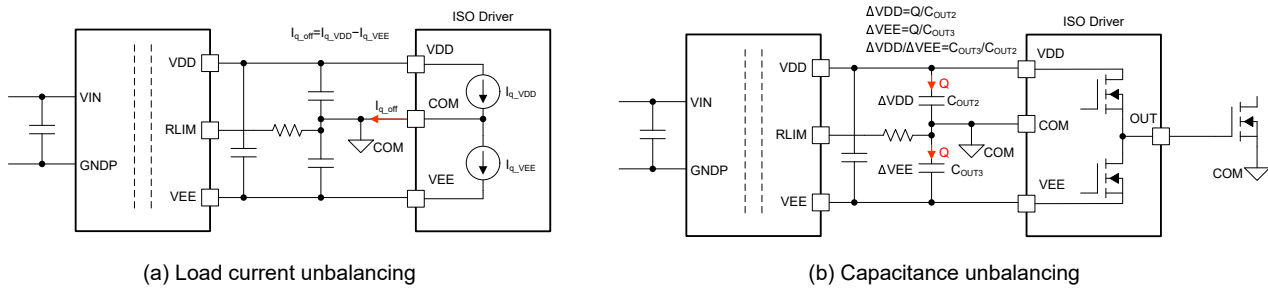 ISO Driver
I_q_off=I_q_VDD−I_q_VEE
VDD
VDD
I_q_VDD
VIN
COM
I_q_off
RLIM
COM
GNDP
I_q_VEE
VEE
VEE
(a) Load current unbalancing
ΔVDD=Q/C_OUT2
ΔVEE=Q/C_OUT3
ΔVDD/ΔVEE=C_OUT3/C_OUT2
ISO Driver
VDD
VDD
Q
ΔVDD
C_OUT2
VIN
OUT
COM
RLIM
COM
Q
GNDP
ΔVEE
C_OUT3
COM
VEE
VEE
(b) Capacitance unbalancing